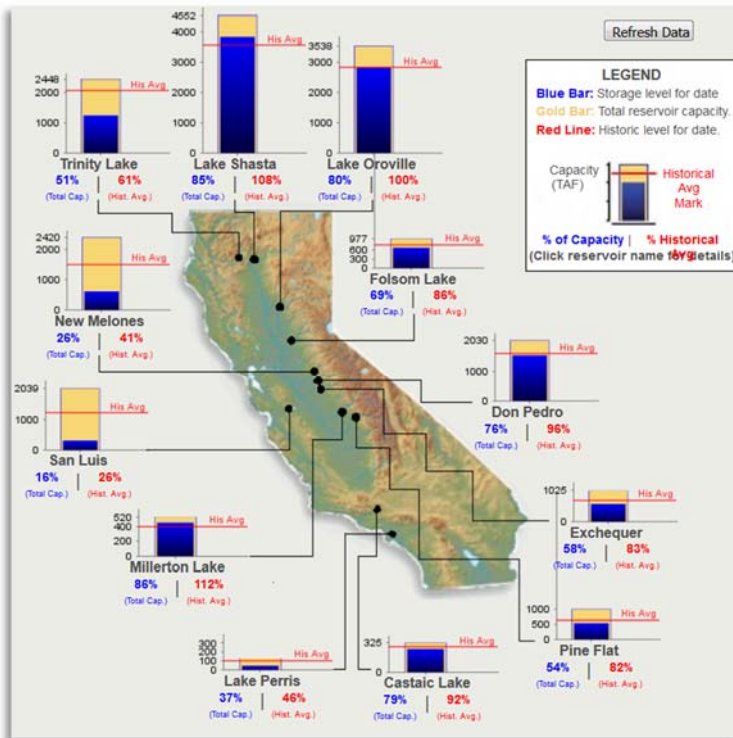 Refresh Data
LEGEND
Blue Bar: Storage level for date
Gold Bar: Total reservoir capacity.
Red Line: Historic level for date.
Capacity
(TAF)
Historical
Avg
Mark
% of Capacity | % Historical
Avg.
(Click reservoir name for details)
2448
2000
1000
0
His Avg
Trinity Lake
51% | 61%
(Total Cap.) (Hist. Avg.)
4552
4000
3000
2000
1000
0
His Avg
Lake Shasta
85% | 108%
(Total Cap.) (Hist. Avg.)
3538
3000
2000
1000
0
His Avg
Lake Oroville
80% | 100%
(Total Cap.) (Hist. Avg.)
2420
2000
1000
0
His Avg
New Melones
26% | 41%
(Total Cap.) (Hist. Avg.)
977
600
300
0
His Avg
Folsom Lake
69% | 86%
(Total Cap.) (Hist. Avg.)
2030
1000
0
His Avg
Don Pedro
76% | 96%
(Total Cap.) (Hist. Avg.)
2039
1000
0
His Avg
San Luis
16% | 26%
(Total Cap.) (Hist. Avg.)
1025
0
His Avg
Exchequer
58% | 83%
(Total Cap.) (Hist. Avg.)
520
400
200
0
His Avg
Millerton Lake
86% | 112%
(Total Cap.) (Hist. Avg.)
1000
500
0
His Avg
Pine Flat
54% | 82%
(Total Cap.) (Hist. Avg.)
300
200
100
0
His Avg
Lake Perris
37% | 46%
(Total Cap.) (Hist. Avg.)
325
0
His Avg
Castaic Lake
79% | 92%
(Total Cap.) (Hist. Avg.)